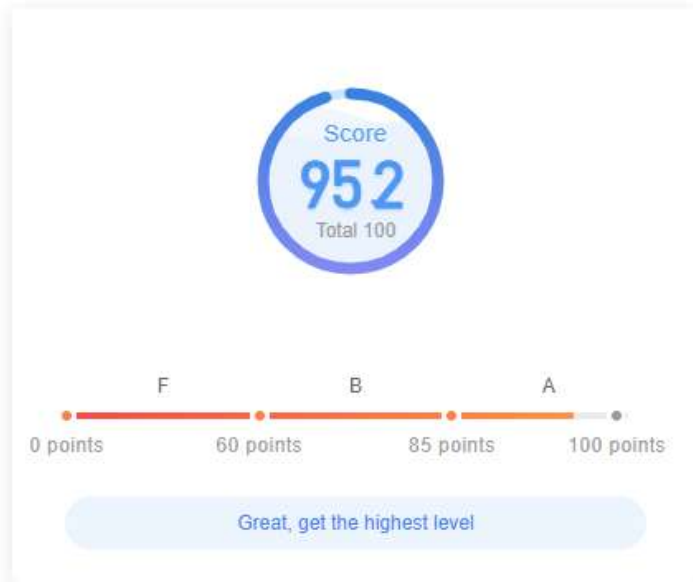 Score
95 2
Total 100
F B A
0 points 60 points 85 points 100 points
Great, get the highest level